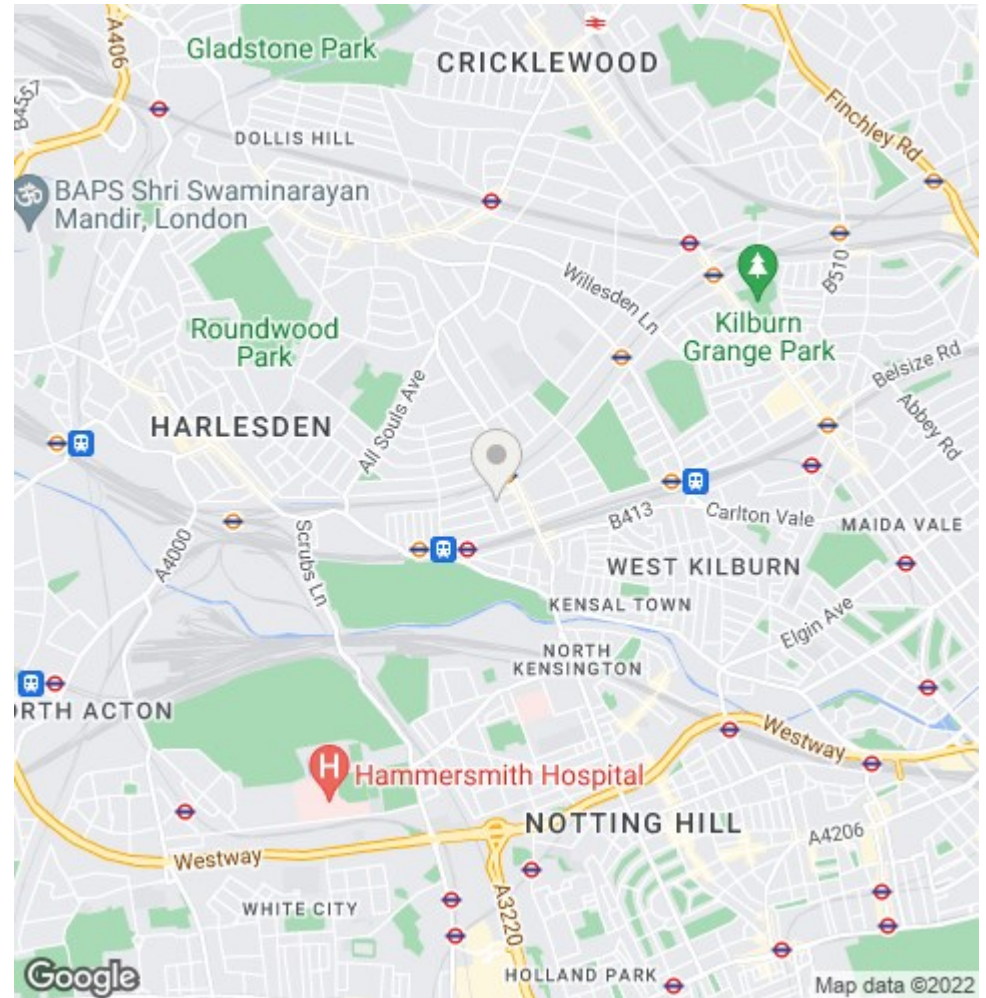 A406
Gladstone Park
CRICKLEWOOD
B4557
DOLLIS HILL
Finchley Rd
BAPS Shri Swaminarayan
Mandir, London
Willesden Ln
B510
Roundwood
Park
Kilburn
Grange Park
Belsize Rd
HARLESDEN
All Souls Ave
Abbey Rd
B413
Carlton Vale
MAIDA VALE
A4000
Scrubs Ln
WEST KILBURN
KENSAL TOWN
Elgin Ave
NORTH
KENSINGTON
RTH ACTON
Westway
H
Hammersmith Hospital
NOTTING HILL
A4206
Westway
A3220
WHITE CITY
HOLLAND PARK
Google
Map data ©2022